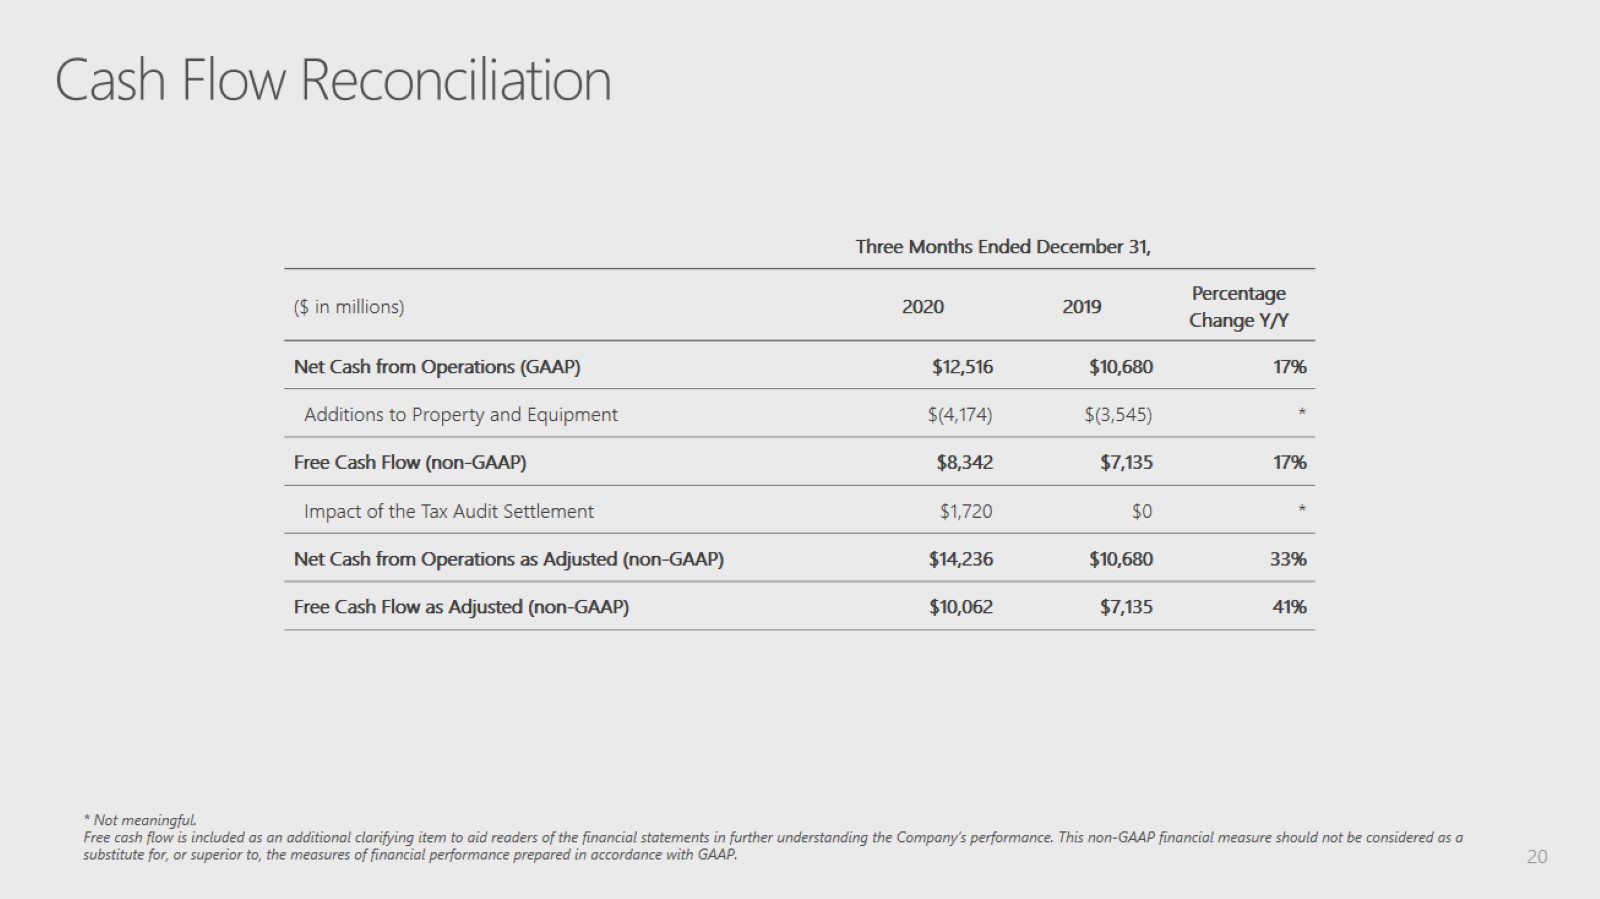 Cash Flow Reconciliation
Three Months Ended December 31,
($ in millions) 2020 2019 Percentage Change Y/Y
Net Cash from Operations (GAAP) $12,516 $10,680 17%
Additions to Property and Equipment $(4,174) $(3,545) *
Free Cash Flow (non-GAAP) $8,342 $7,135 17%
Impact of the Tax Audit Settlement $1,720 $0 *
Net Cash from Operations as Adjusted (non-GAAP) $14,236 $10,680 33%
Free Cash Flow as Adjusted (non-GAAP) $10,062 $7,135 41%
* Not meaningful.
Free cash flow is included as an additional clarifying item to aid readers of the financial statements in further understanding the Company's performance. This non-GAAP financial measure should not be considered as a
substitute for, or superior to, the measures of financial performance prepared in accordance with GAAP.
20